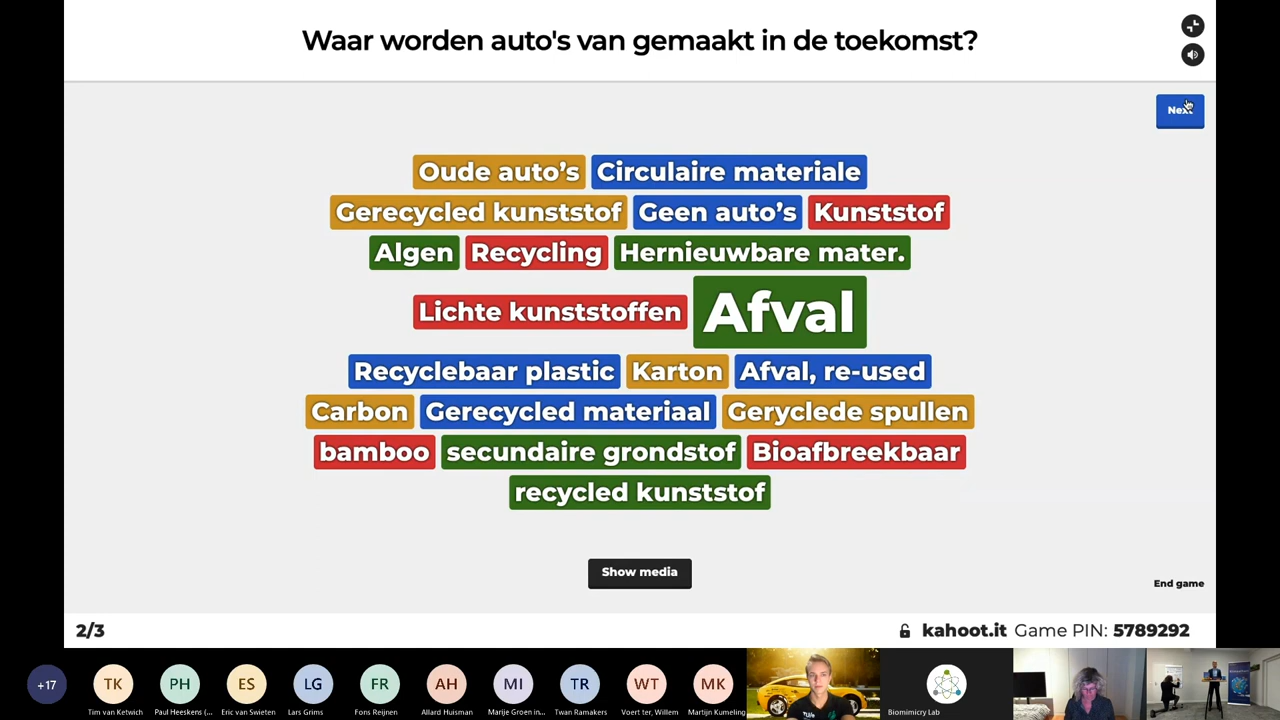 Waar worden auto's van gemaakt in de toekomst?
Next
Oude auto's Circulaire materiale
Gerecycled kunststof Geen auto's Kunststof
Algen Recycling Hernieuwbare mater.
Lichte kunststoffen Afval
Recyclebaar plastic Karton Afval, re-used
Carbon Gerecycled materiaal Geryclede spullen
bamboo secundaire grondstof Bioafbreekbaar
recycled kunststof
Show media
End game
2/3 kahoot.it Game PIN: 5789292
+17 TK PH ES LG FR AH MI TR WT MK
Tim van Ketwich Paul Heeskens (... Eric van Swieten Lars Grims Fons Reijnen Allard Huisman Marije Groen in... Twan Ramakers Voert ter, Willem Martijn Kumeling Biomimicry Lab